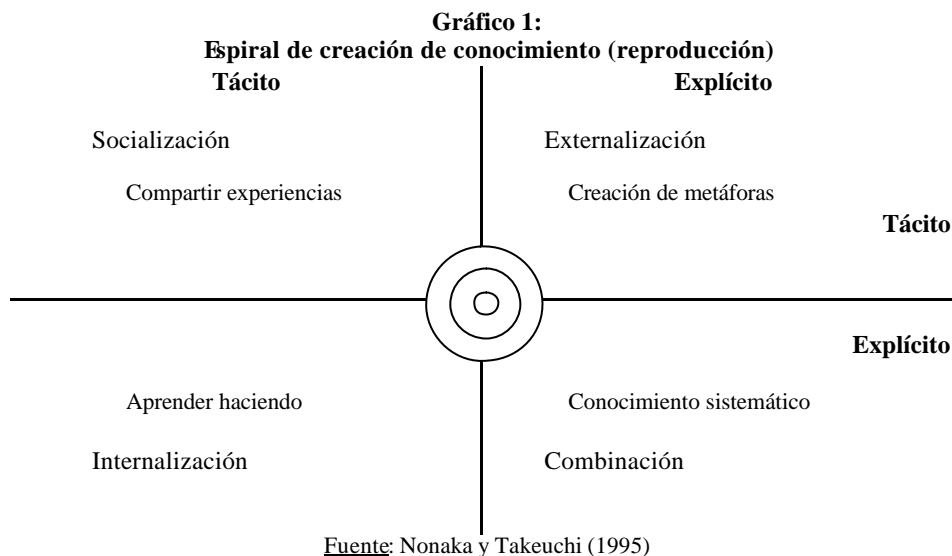 Gráfico 1:
Espiral de creación de conocimiento (reproducción)
Tácito Explícito
Socialización Externalización
Compartir experiencias Creación de metáforas
Tácito
Explícito
Aprender haciendo Conocimiento sistemático
Internalización Combinación
Fuente: Nonaka y Takeuchi (1995)